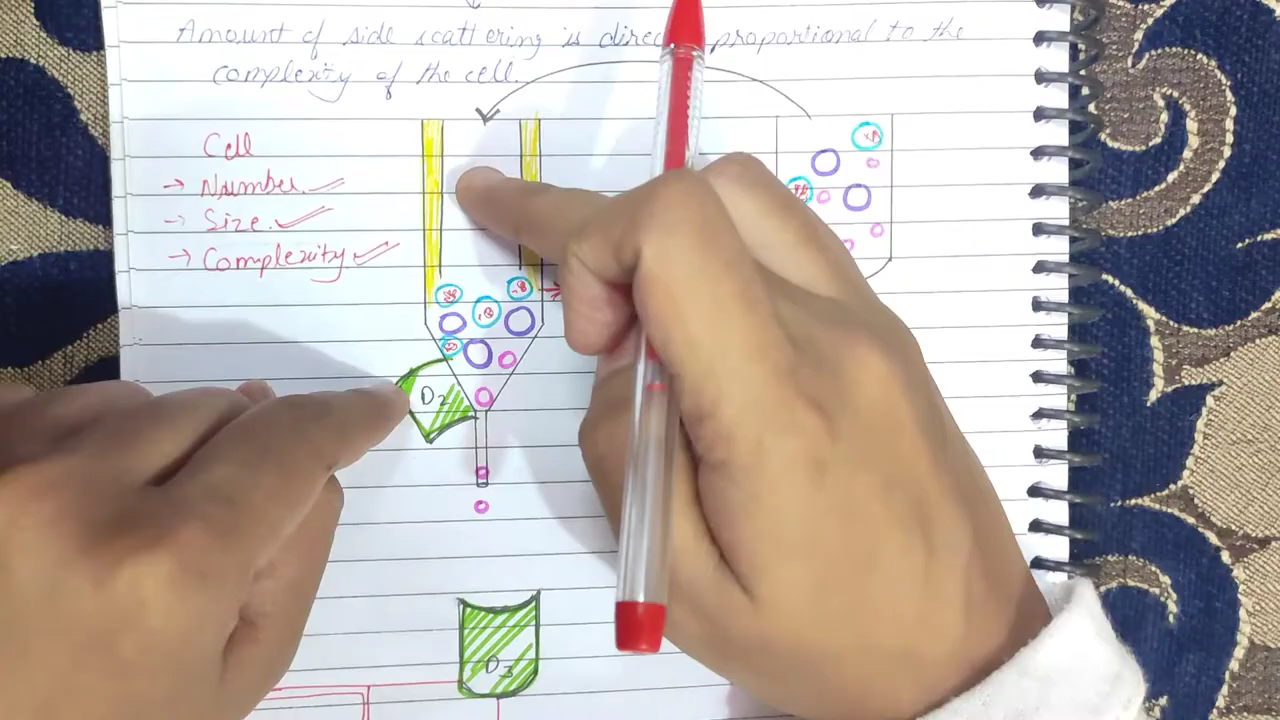 Amount of side scattering is direc proportional to the
complexity of the cell.
Cell
→ Number
→ Size.
→ Complexity
D2
D3